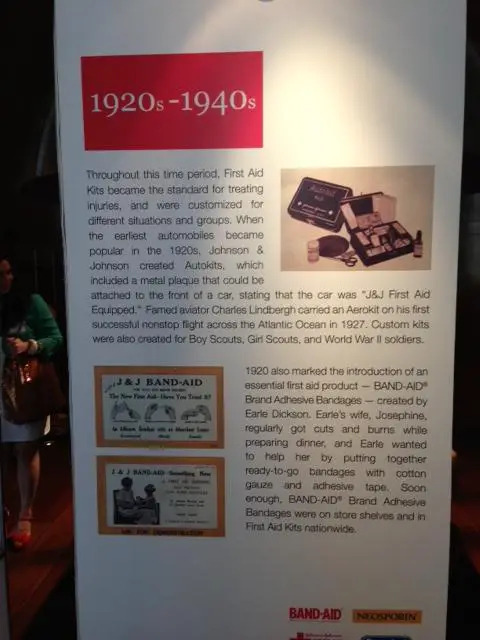 1920s-1940s
Throughout this time period, First Aid
Kits became the standard for treating
injuries, and were customized for
different situations and groups. When
the earliest automobiles became
popular in the 1920s, Johnson &
Johnson created Autokits, which
included a metal plaque that could be
attached to the front of a car, stating that the car was "J&J First Aid
Equipped." Famed aviator Charles Lindbergh carried an Aerokit on his first
successful nonstop flight across the Atlantic Ocean in 1927. Custom kits
were also created for Boy Scouts, Girl Scouts, and World War II soldiers.
J & J BAND-AID
The New First Aid-Have You Tried It?
J & J BAND-AID Something New
1920 also marked the introduction of an
essential first aid product — BAND-AID®
Brand Adhesive Bandages — created by
Earle Dickson. Earle's wife, Josephine,
regularly got cuts and burns while
preparing dinner, and Earle wanted
to help her by putting together
ready-to-go bandages with cotton
gauze and adhesive tape. Soon
enough, BAND-AID® Brand Adhesive
Bandages were on store shelves and in
First Aid Kits nationwide.
BAND-AID NEOSPORIN